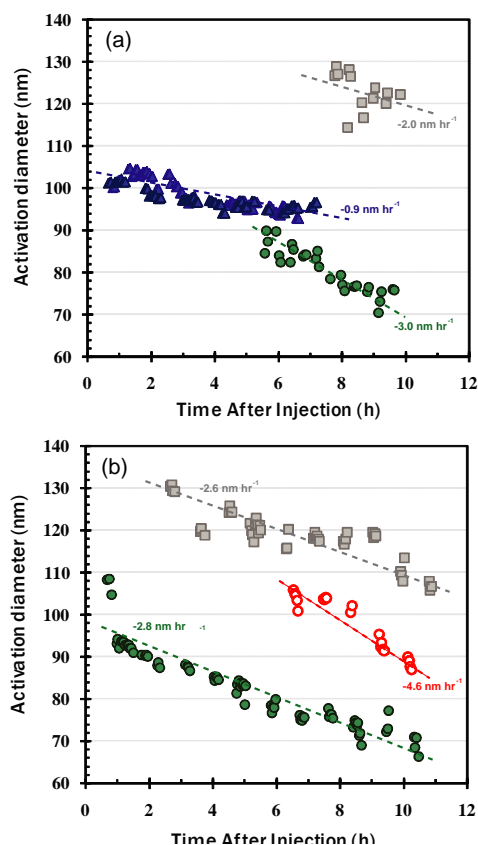 (a)
140
130
120
110
100
90
80
70
60
Activation diameter (nm)
-2.0 nm hr⁻¹
-0.9 nm hr⁻¹
-3.0 nm hr⁻¹
0 2 4 6 8 10 12
Time After Injection (h)
(b)
140
130
120
110
100
90
80
70
60
Activation diameter (nm)
-2.6 nm hr⁻¹
-2.8 nm hr ⁻¹
-4.6 nm hr⁻¹
0 2 4 6 8 10 12
Time After Injection (h)